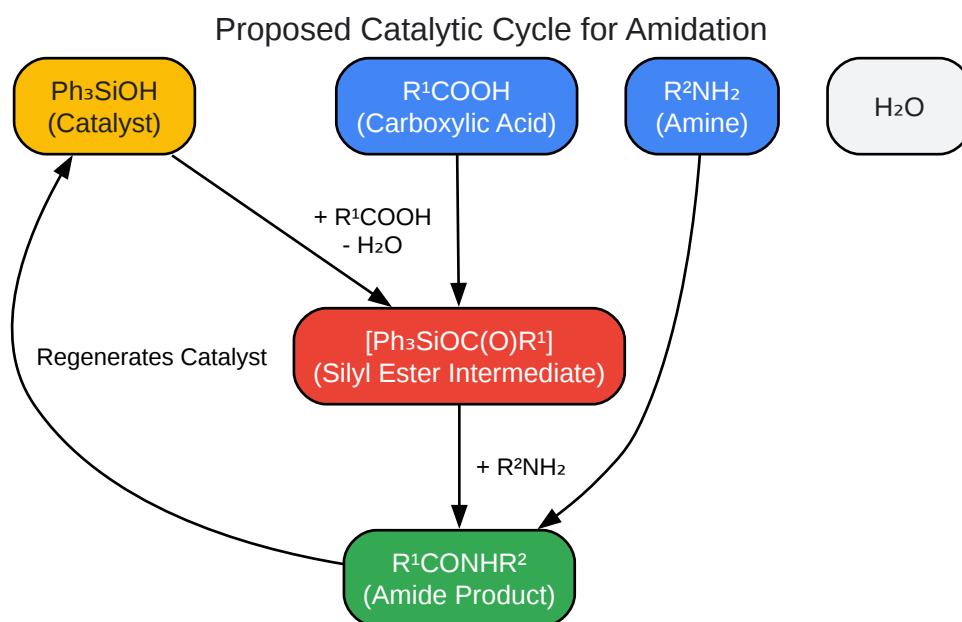 Proposed Catalytic Cycle for Amidation
Ph₃SiOH
(Catalyst)
R¹COOH
(Carboxylic Acid)
R²NH₂
(Amine)
H₂O
+ R¹COOH
- H₂O
[Ph₃SiOC(O)R¹]
(Silyl Ester Intermediate)
Regenerates Catalyst
+ R²NH₂
R¹CONHR²
(Amide Product)